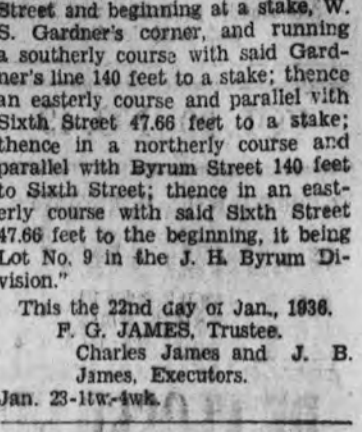 Street and beginning at a stake, W.
S. Gardner's corner, and running
a southerly course with said Gard-
ner's line 140 feet to a stake; thence
an easterly course and parallel vith
Sixth Street 47.66 feet to a stake;
thence in a northerly course and
parallel with Byrum Street 140 feet
to Sixth Street; thence in an east-
erly course with said Sixth Street
47.66 feet to the beginning, it being
Lot No. 9 in the J. H. Byrum Di-
vision."
This the 22nd day of Jan., 1936.
F. G. JAMES, Trustee.
Charles James and J. B.
James, Executors.
Jan. 23-1tw-4wk.